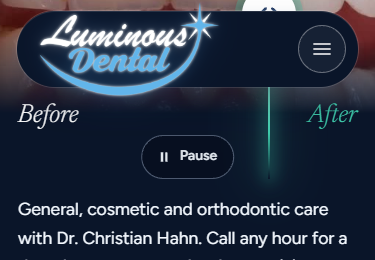 Luminous
Dental
Before After
Pause
General, cosmetic and orthodontic care
with Dr. Christian Hahn. Call any hour for a